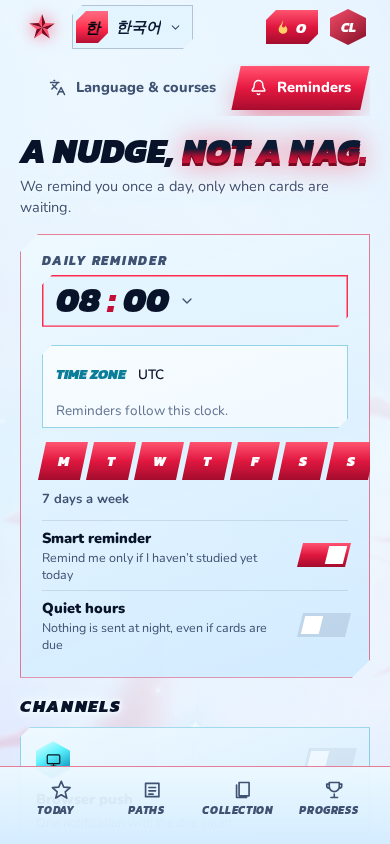 한 한국어 0 CL
Language & courses Reminders
A NUDGE, NOT A NAG.
We remind you once a day, only when cards are
waiting.
DAILY REMINDER
08 : 00
TIME ZONE UTC
Reminders follow this clock.
M T W T F S S
7 days a week
Smart reminder
Remind me only if I haven't studied yet
today
Quiet hours
Nothing is sent at night, even if cards are
due
CHANNELS
Browser push
TODAY PATHS COLLECTION PROGRESS